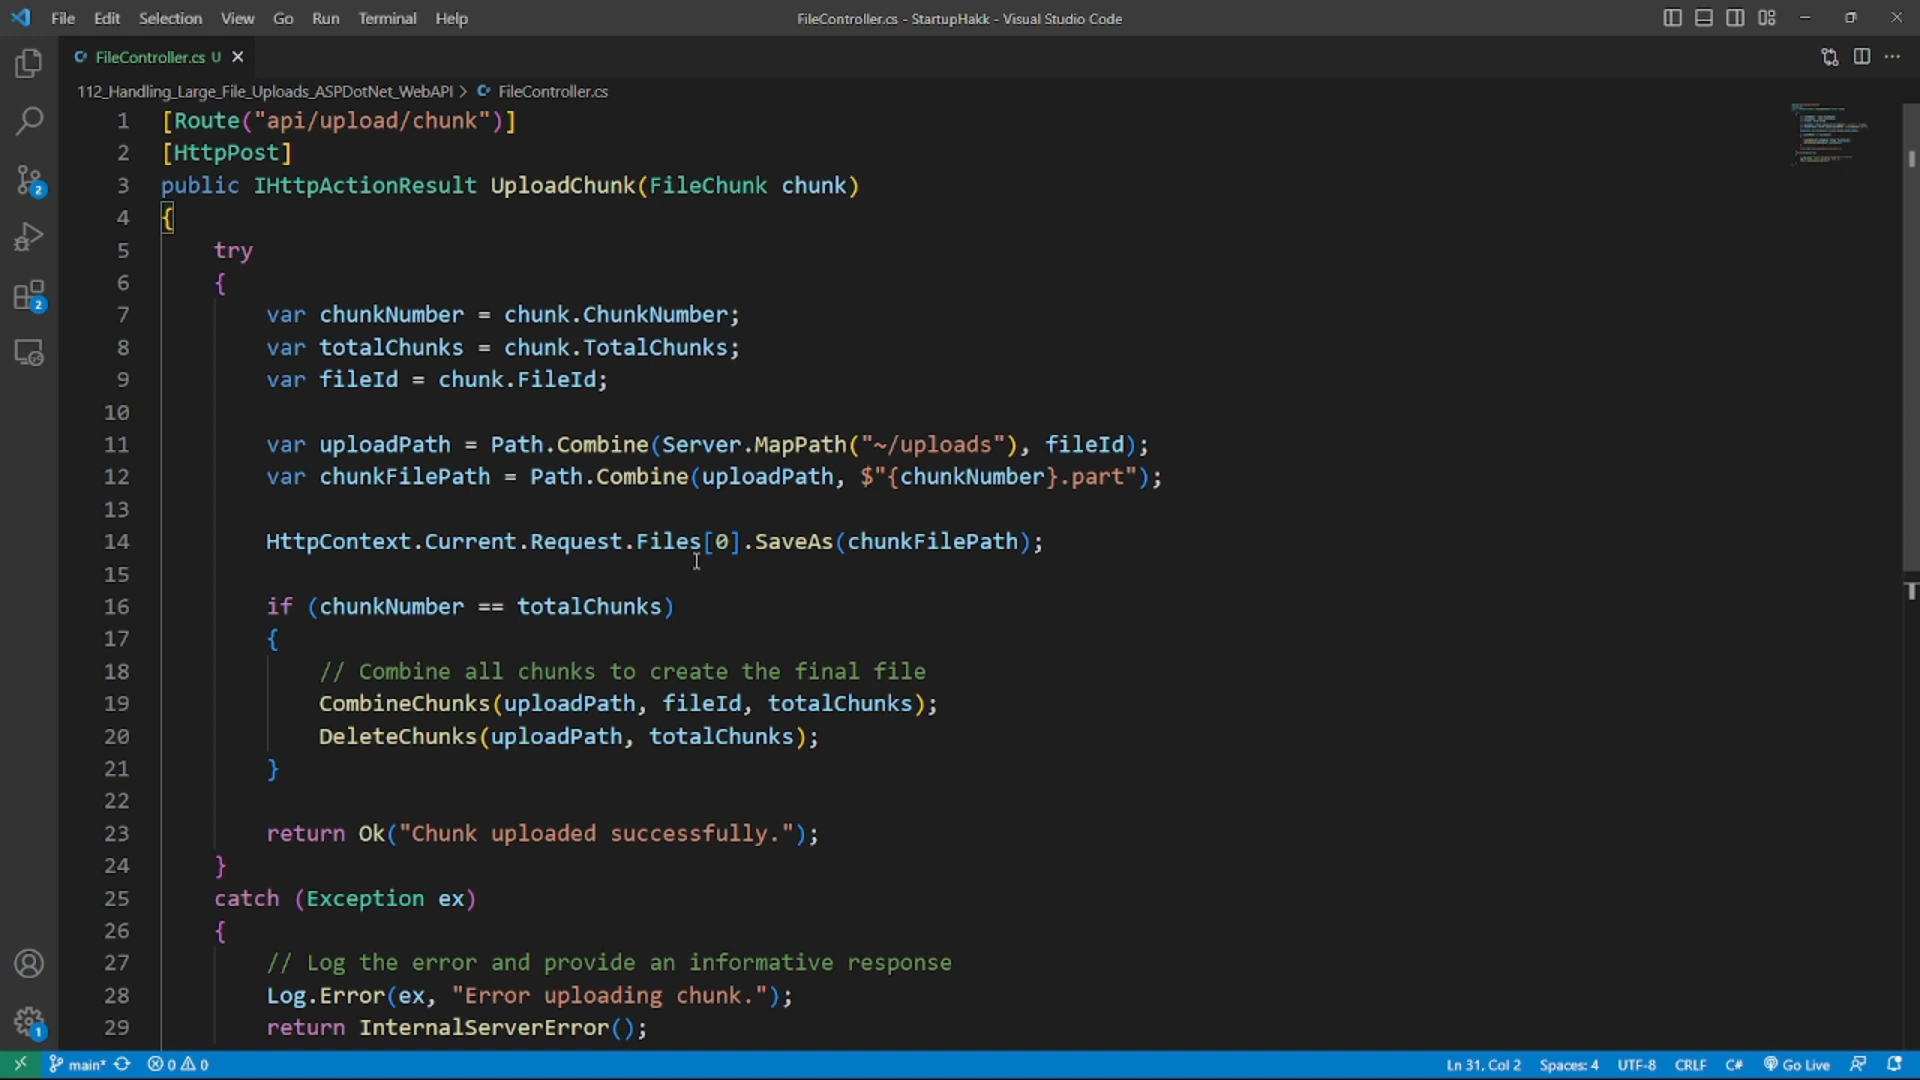 File Edit Selection View Go Run Terminal Help
FileController.cs - StartupHakk - Visual Studio Code
FileController.cs U
112_Handling_Large_File_Uploads_ASPDotNet_WebAPI > FileController.cs
1 [Route("api/upload/chunk")]
2 [HttpPost]
3 public IHttpActionResult UploadChunk(FileChunk chunk)
4 {
5 try
6 {
7 var chunkNumber = chunk.ChunkNumber;
8 var totalChunks = chunk.TotalChunks;
9 var fileId = chunk.FileId;
10
11 var uploadPath = Path.Combine(Server.MapPath("~/uploads"), fileId);
12 var chunkFilePath = Path.Combine(uploadPath, $"{chunkNumber}.part");
13
14 HttpContext.Current.Request.Files[0].SaveAs(chunkFilePath);
15
16 if (chunkNumber == totalChunks)
17 {
18 // Combine all chunks to create the final file
19 CombineChunks(uploadPath, fileId, totalChunks);
20 DeleteChunks(uploadPath, totalChunks);
21 }
22
23 return Ok("Chunk uploaded successfully.");
24 }
25 catch (Exception ex)
26 {
27 // Log the error and provide an informative response
28 Log.Error(ex, "Error uploading chunk.");
29 return InternalServerError();
2
2
1
main* 0 0 Ln 31, Col 2 Spaces: 4 UTF-8 CRLF C# Go Live